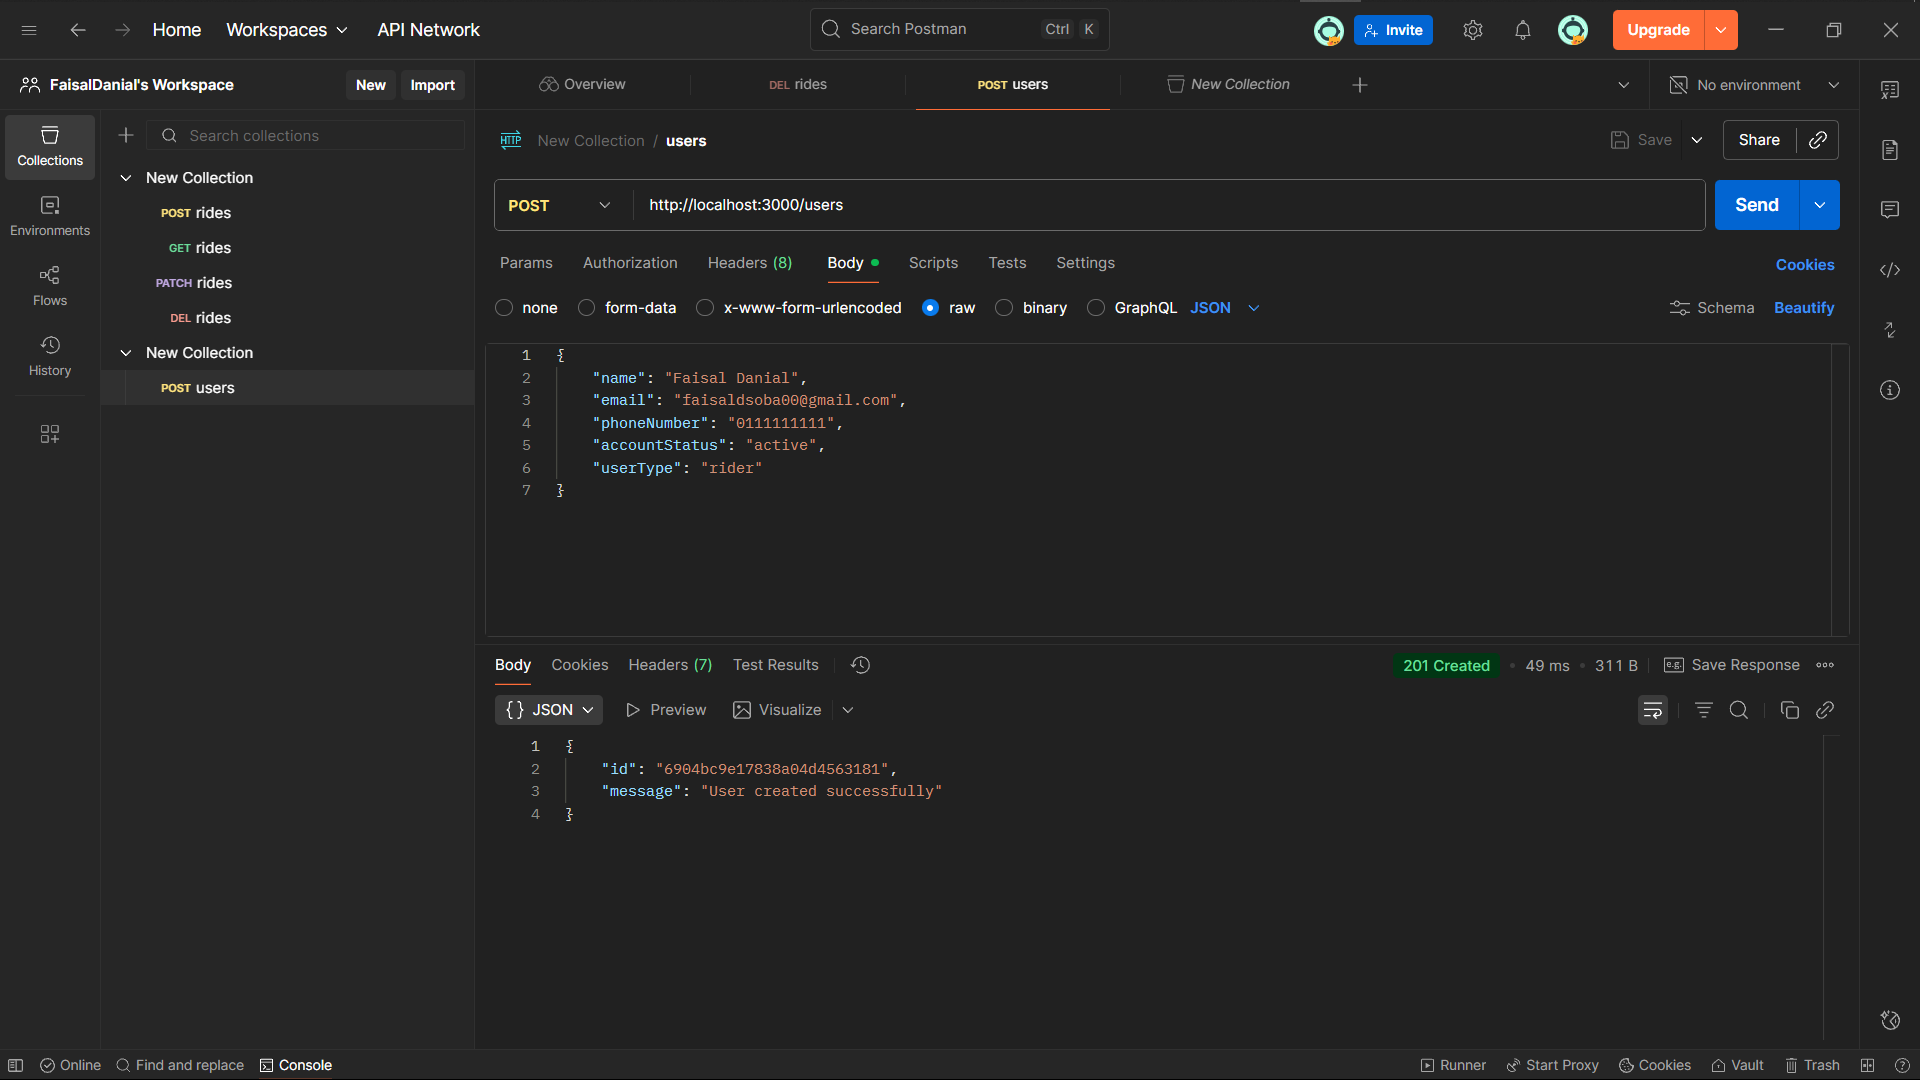 Home Workspaces API Network Search Postman Ctrl K Invite Upgrade
FaisalDanial's Workspace New Import Overview DEL rides POST users New Collection No environment
Collections Search collections New Collection / users Save Share
New Collection
POST rides POST http://localhost:3000/users Send
Environments GET rides
Params Authorization Headers (8) Body Scripts Tests Settings Cookies
Flows PATCH rides
none form-data x-www-form-urlencoded raw binary GraphQL JSON Schema Beautify
DEL rides
History New Collection
POST users
1 {
2 "name": "Faisal Danial",
3 "email": "faisaldsoba00@gmail.com",
4 "phoneNumber": "0111111111",
5 "accountStatus": "active",
6 "userType": "rider"
7 }
Body Cookies Headers (7) Test Results 201 Created 49 ms 311 B e.g. Save Response
{} JSON Preview Visualize
1 {
2 "id": "6904bc9e17838a04d4563181",
3 "message": "User created successfully"
4 }
Online Find and replace Console Runner Start Proxy Cookies Vault Trash